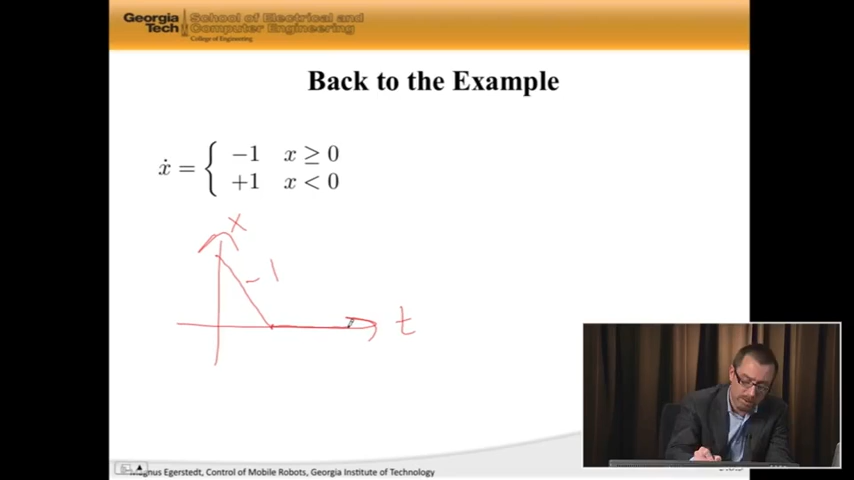 Georgia Tech
School of Electrical and Computer Engineering
College of Engineering
Back to the Example
ẋ = { −1 x ≥ 0
+1 x < 0
x
-1
t
Magnus Egerstedt, Control of Mobile Robots, Georgia Institute of Technology